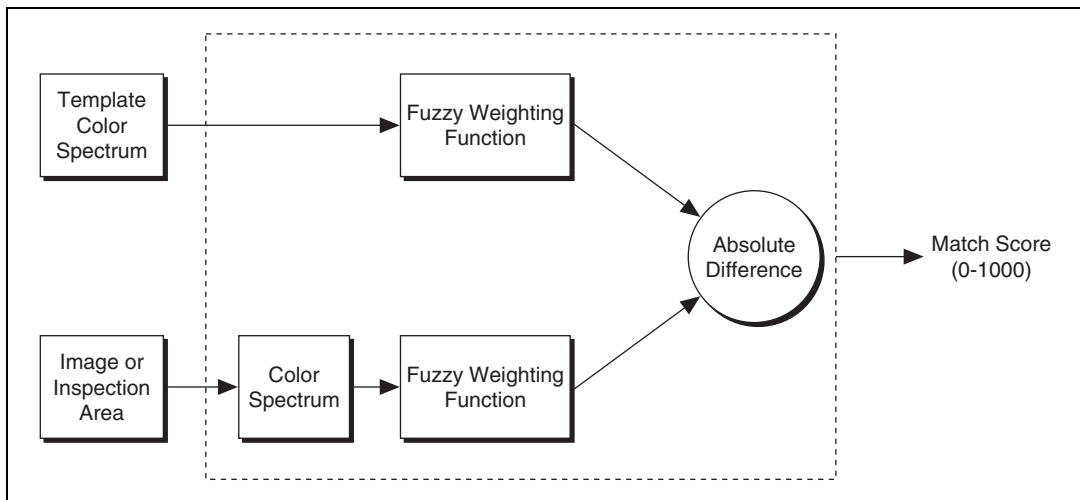 Template
Color
Spectrum
Fuzzy Weighting
Function
Absolute
Difference
Match Score
(0-1000)
Image or
Inspection
Area
Color
Spectrum
Fuzzy Weighting
Function